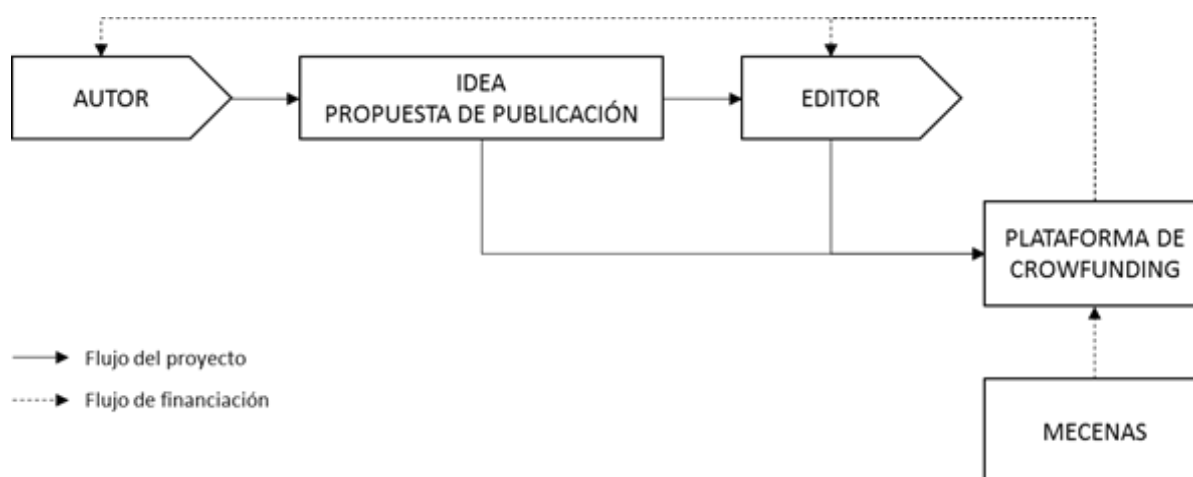 AUTOR
IDEA
PROPUESTA DE PUBLICACIÓN
EDITOR
PLATAFORMA DE
CROWFUNDING
Flujo del proyecto
Flujo de financiación
MECENAS